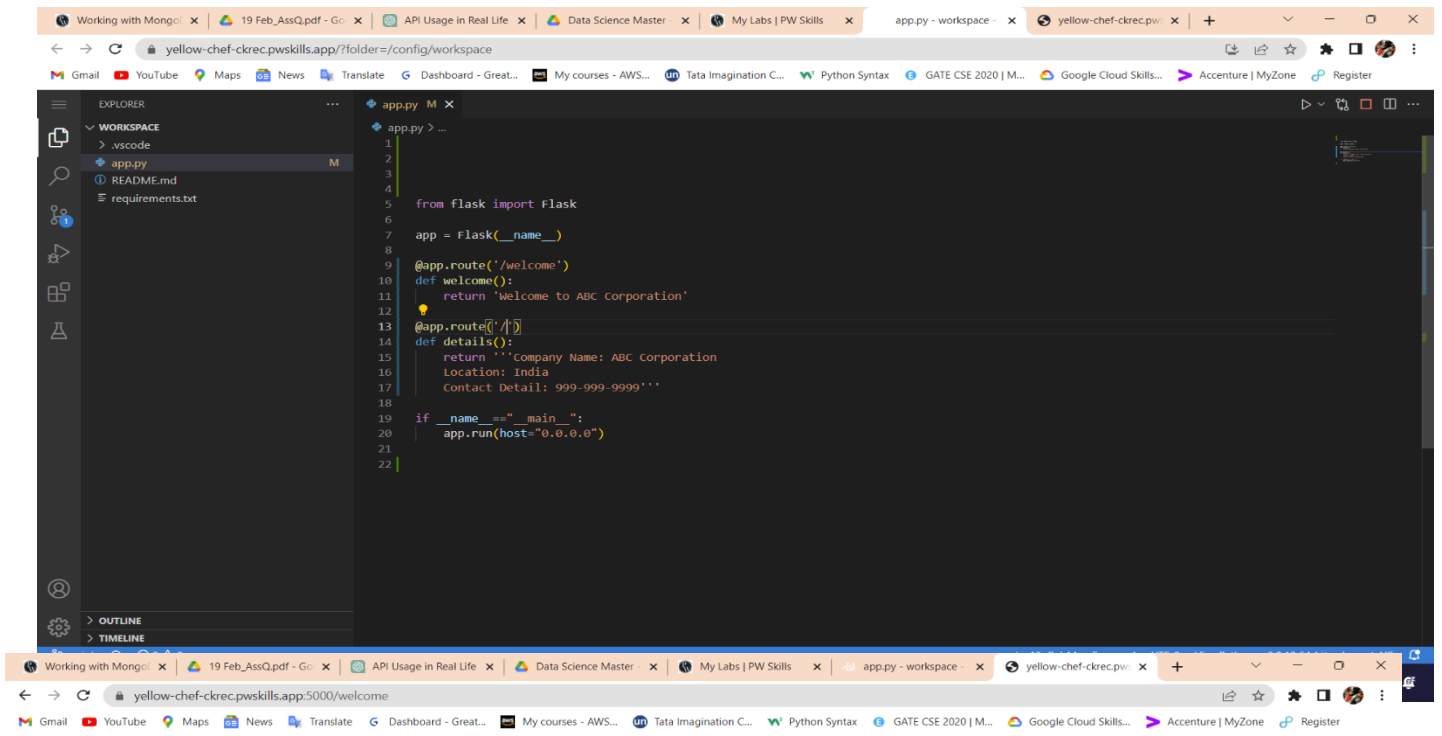 Working with Mongo
19 Feb_AssQ.pdf - Go
API Usage in Real Life
Data Science Master -
My Labs | PW Skills
app.py - workspace -
yellow-chef-ckrec.pw
yellow-chef-ckrec.pwskills.app/?folder=/config/workspace
Gmail YouTube Maps News Translate Dashboard - Great... My courses - AWS... Tata Imagination C... Python Syntax GATE CSE 2020 | M... Google Cloud Skills... Accenture | MyZone Register
EXPLORER
WORKSPACE
.vscode
app.py M
README.md
requirements.txt
OUTLINE
TIMELINE
app.py M
app.py > ...
1
2
3
4
5 from flask import Flask
6
7 app = Flask(__name__)
8
9 @app.route('/welcome')
10 def welcome():
11 return 'Welcome to ABC Corporation'
12
13 @app.route('/')
14 def details():
15 return '''Company Name: ABC Corporation
16 Location: India
17 Contact Detail: 999-999-9999'''
18
19 if __name__=="__main__":
20 app.run(host="0.0.0.0")
21
22
Working with Mongo
19 Feb_AssQ.pdf - Go
API Usage in Real Life
Data Science Master -
My Labs | PW Skills
app.py - workspace -
yellow-chef-ckrec.pw
yellow-chef-ckrec.pwskills.app:5000/welcome
Gmail YouTube Maps News Translate Dashboard - Great... My courses - AWS... Tata Imagination C... Python Syntax GATE CSE 2020 | M... Google Cloud Skills... Accenture | MyZone Register